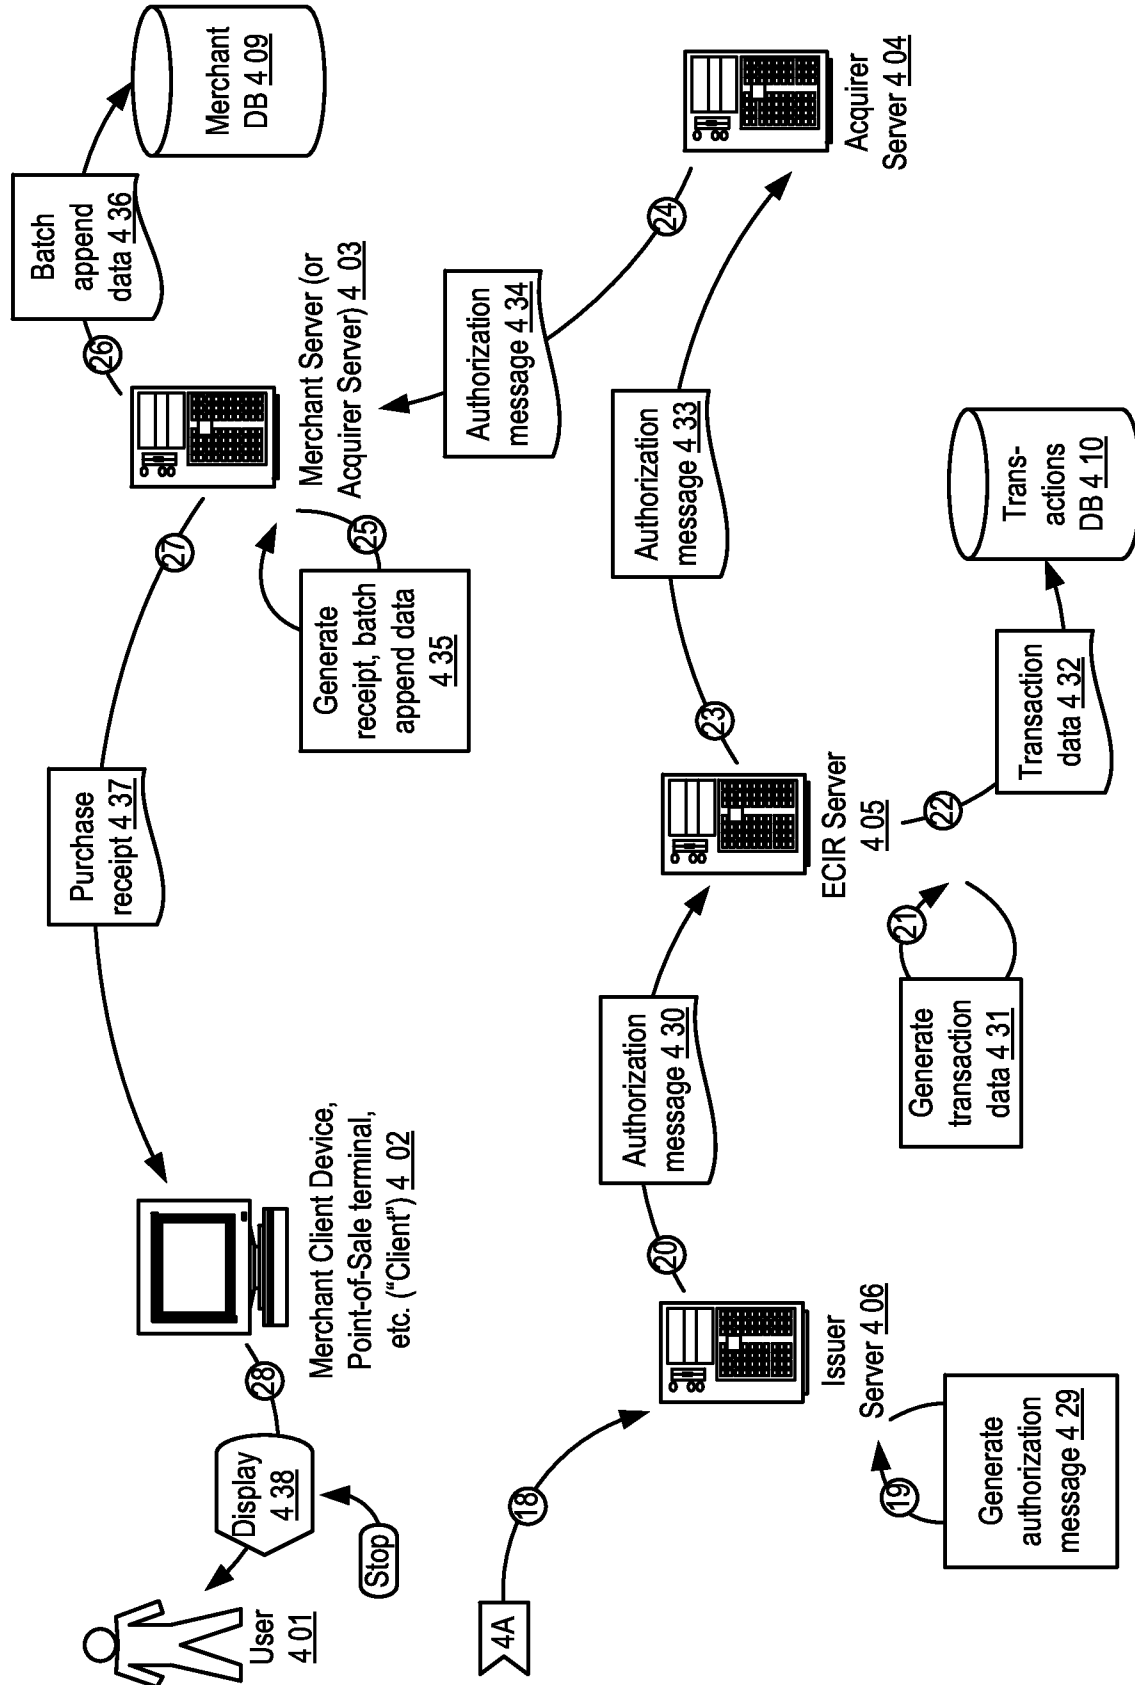 User
4 01
Display
4 38
Stop
28
Merchant Client Device,
Point-of-Sale terminal,
etc. (“Client”) 4 02
Purchase
receipt 4 37
27
Generate
receipt, batch
append data
4 35
25
Merchant Server (or
Acquirer Server) 4 03
26
Batch
append
data 4 36
Merchant
DB 4 09
4A
18
Issuer
Server 4 06
19
Generate
authorization
message 4 29
20
Authorization
message 4 30
ECIR Server
4 05
21
Generate
transaction
data 4 31
22
Transaction
data 4 32
Trans-
actions
DB 4 10
23
Authorization
message 4 33
Authorization
message 4 34
24
Acquirer
Server 4 04